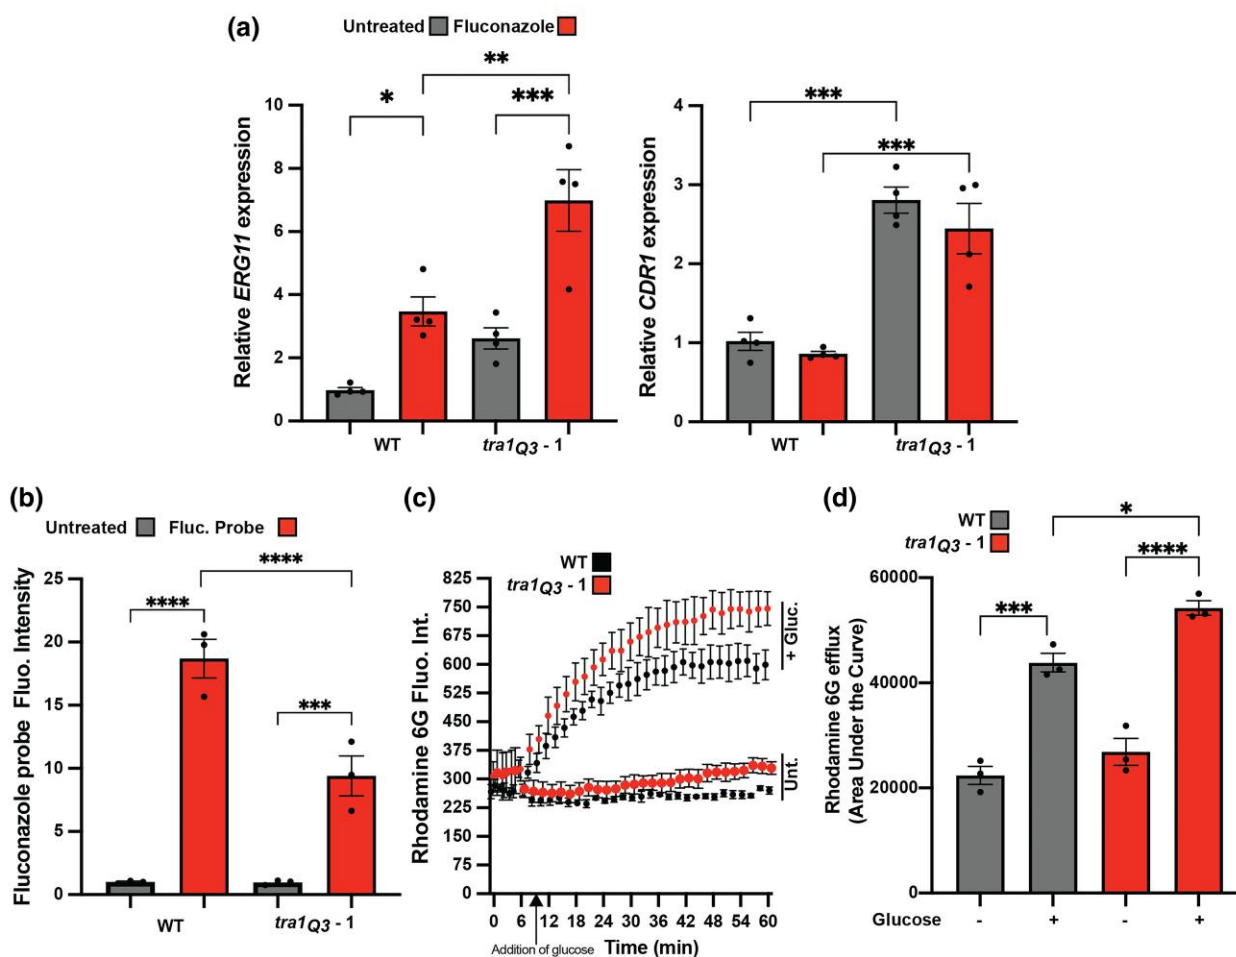 (a)
Untreated Fluconazole
Relative ERG11 expression
10
8
6
4
2
0
*
**
***
WT
tra1Q3 - 1
Relative CDR1 expression
4
3
2
1
0
***
***
WT
tra1Q3 - 1
(b)
Untreated Fluc. Probe
Fluconazole probe Fluo. Intensity
25
20
15
10
5
0
****
****
***
WT
tra1Q3 - 1
(c)
WT
tra1Q3 - 1
Rhodamine 6G Fluo. Int.
825
750
675
600
525
450
375
300
225
150
75
0
+ Gluc.
Unt.
0 6 12 18 24 30 36 42 48 54 60
Addition of glucose
Time (min)
(d)
WT
tra1Q3 - 1
Rhodamine 6G efflux
(Area Under the Curve)
60000
40000
20000
0
***
*
****
Glucose - + - +